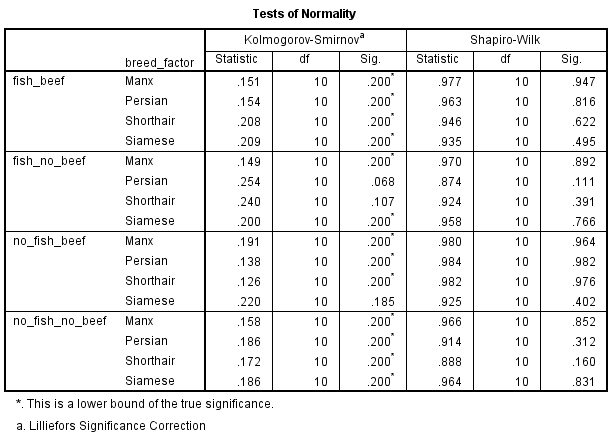 Tests of Normality
Kolmogorov-Smirnov^a Shapiro-Wilk
breed_factor Statistic df Sig. Statistic df Sig.
fish_beef Manx .151 10 .200* .977 10 .947
Persian .154 10 .200* .963 10 .816
Shorthair .208 10 .200* .946 10 .622
Siamese .209 10 .200* .935 10 .495
fish_no_beef Manx .149 10 .200* .970 10 .892
Persian .254 10 .068 .874 10 .111
Shorthair .240 10 .107 .924 10 .391
Siamese .200 10 .200* .958 10 .766
no_fish_beef Manx .191 10 .200* .980 10 .964
Persian .138 10 .200* .984 10 .982
Shorthair .126 10 .200* .982 10 .976
Siamese .220 10 .185 .925 10 .402
no_fish_no_beef Manx .158 10 .200* .966 10 .852
Persian .186 10 .200* .914 10 .312
Shorthair .172 10 .200* .888 10 .160
Siamese .186 10 .200* .964 10 .831
*. This is a lower bound of the true significance.
a. Lilliefors Significance Correction